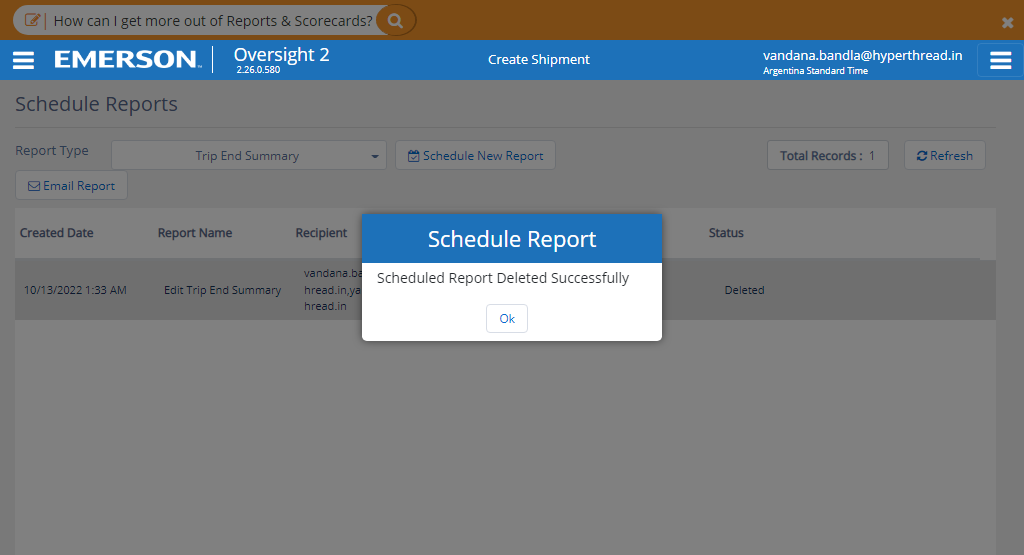 How can I get more out of Reports & Scorecards?
EMERSON™
Oversight 2
2.26.0.580
Create Shipment
vandana.bandla@hyperthread.in
Argentina Standard Time
Schedule Reports
Report Type
Trip End Summary
Schedule New Report
Total Records : 1
Refresh
Email Report
Created Date
Report Name
Recipient
Status
10/13/2022 1:33 AM
Edit Trip End Summary
vandana.ba
hread.in,ya
hread.in
Deleted
Schedule Report
Scheduled Report Deleted Successfully
Ok